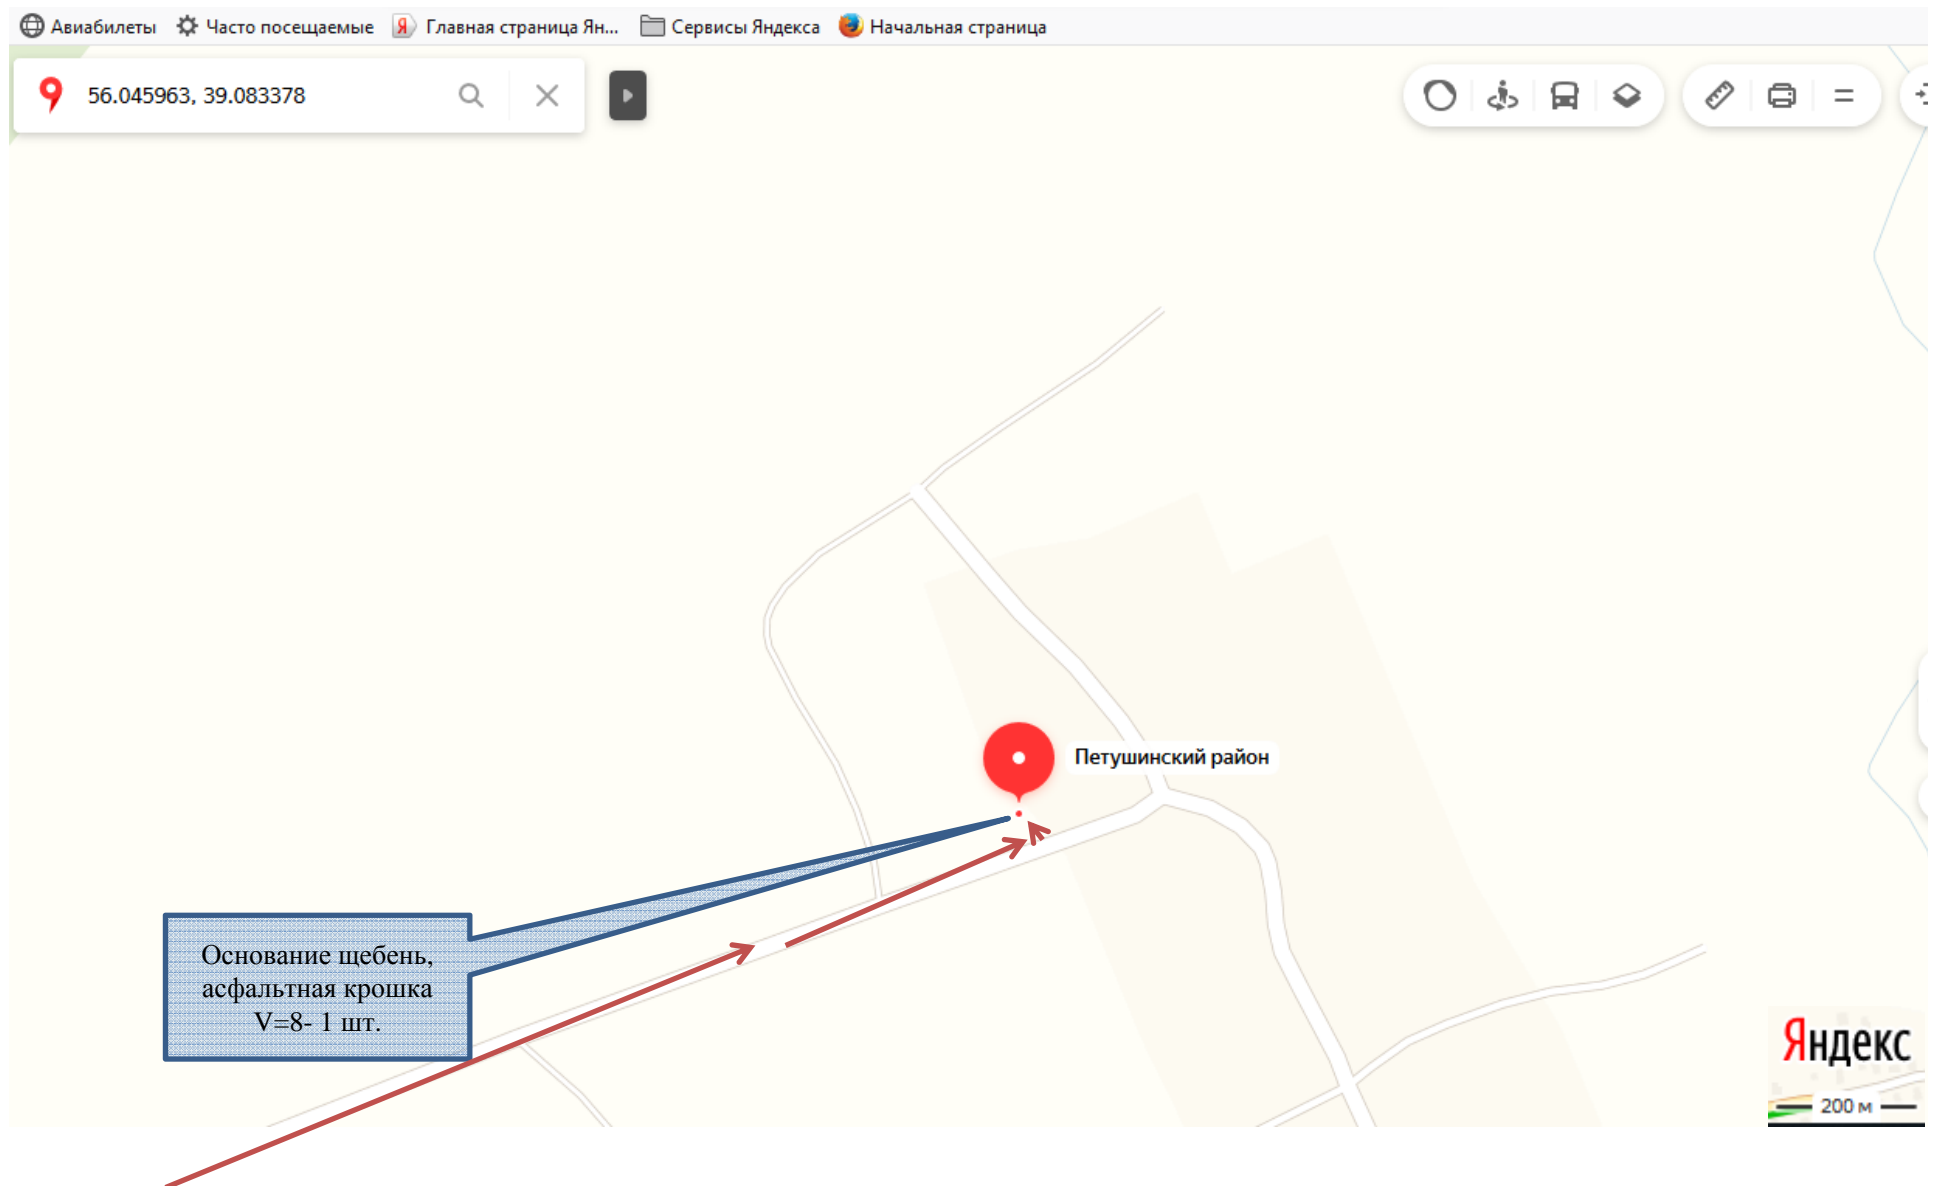 Авиабилеты Часто посещаемые Главная страница Ян... Сервисы Яндекса Начальная страница
56.045963, 39.083378
Петушинский район
Основание щебень,
асфальтная крошка
V=8- 1 шт.
Яндекс
200 м